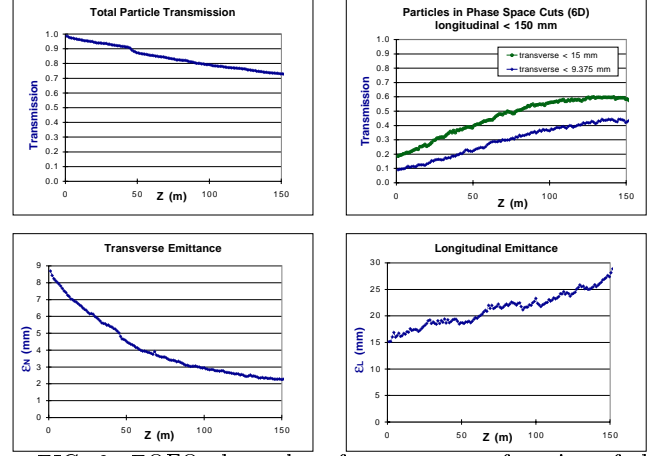 Total Particle Transmission
Transmission
1.0
0.9
0.8
0.7
0.6
0.5
0.4
0.3
0.2
0.1
0.0
0 50 100 150
Z (m)
Particles in Phase Space Cuts (6D)
longitudinal < 150 mm
Transmission
1.0
0.9
0.8
0.7
0.6
0.5
0.4
0.3
0.2
0.1
0.0
transverse < 15 mm
transverse < 9.375 mm
0 50 100 150
Z (m)
Transverse Emittance
εN (mm)
9
8
7
6
5
4
3
2
1
0
0 50 100 150
Z (m)
Longitudinal Emittance
εL (mm)
30
25
20
15
10
5
0
0 50 100 150
Z (m)